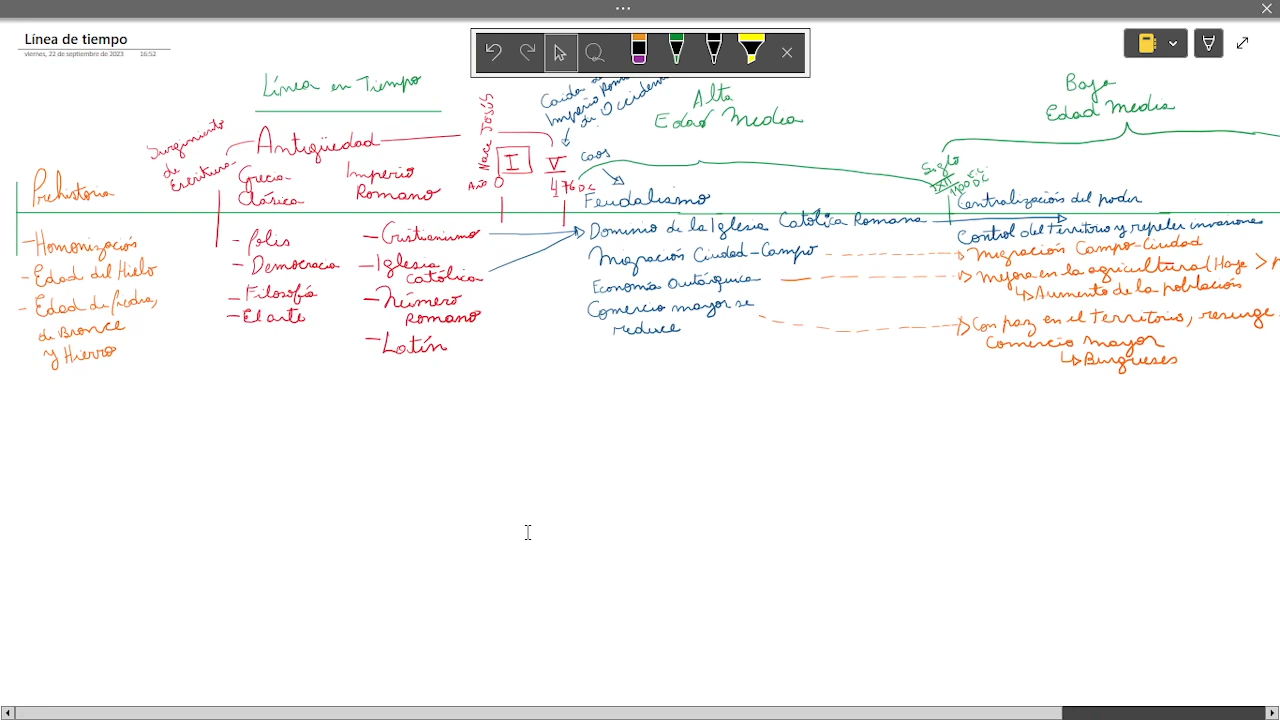 Línea de tiempo
viernes, 22 de septiembre de 2023 16:52
Línea en Tiempo
Surgimiento
de
Escritura
Prehistoria
- Homonización
- Edad del Hielo
- Edad de Piedra,
de Bronce
y Hierro
Antigüedad
Grecia
Clásica
- Polis
- Democracia
- Filosofía
- El arte
Imperio
Romano
- Cristianismo
- Iglesia
Católica
- Número
Romano
- Latín
Nace Jesús
Año 0
I
V
476 DC
Caída de
Imperio Rom
de Occiden
caos
Alta
Edad Media
Feudalismo
Dominio de la Iglesia Católica Romana
Migración Ciudad-Campo
Economía Autárquica
Comercio mayor se
reduce
Siglo
XII
1100 DC
Baja
Edad Media
Centralización del poder
Control del Territorio y repeler invasiones
Migración Campo-Ciudad
Mejora en la agricultura (Haye > p
Aumento de la población
Con paz en el territorio, resurge
Comercio mayor
Burgueses